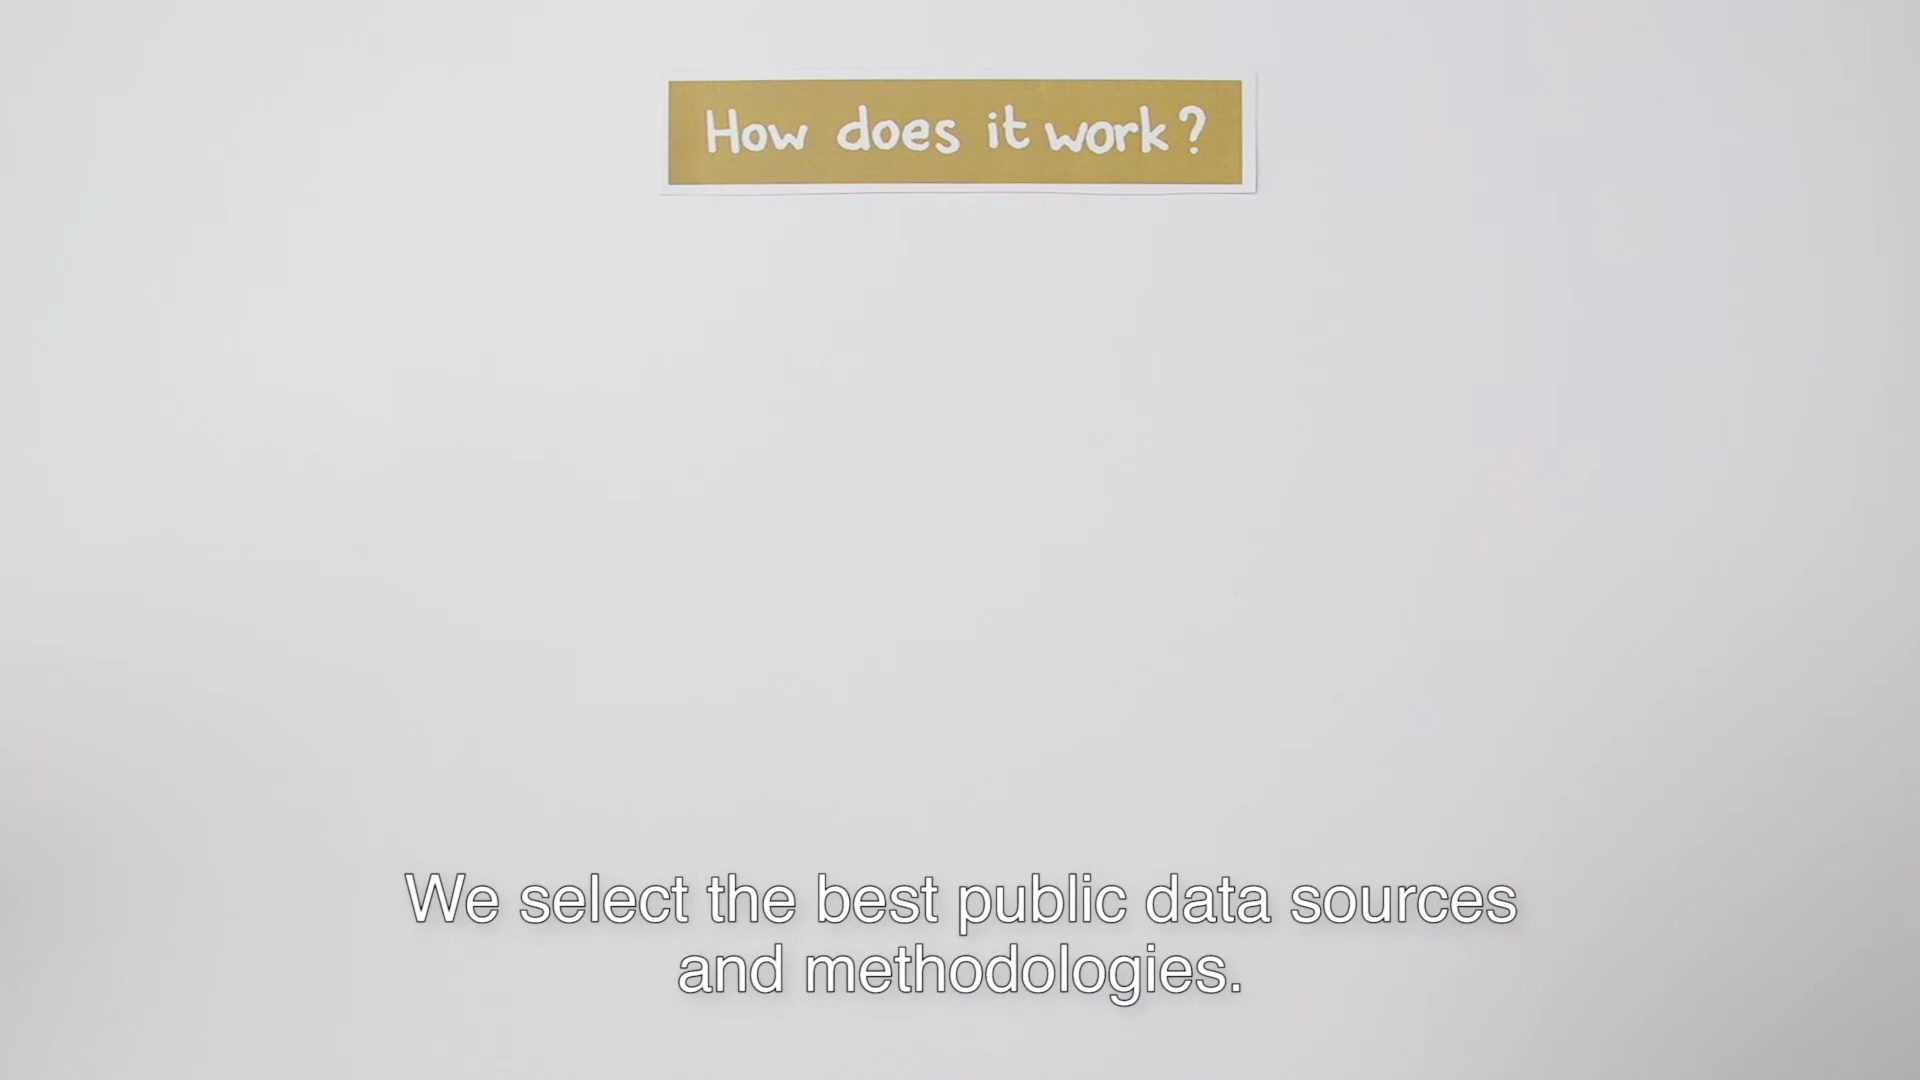 How does it work?
We select the best public data sources
and methodologies.